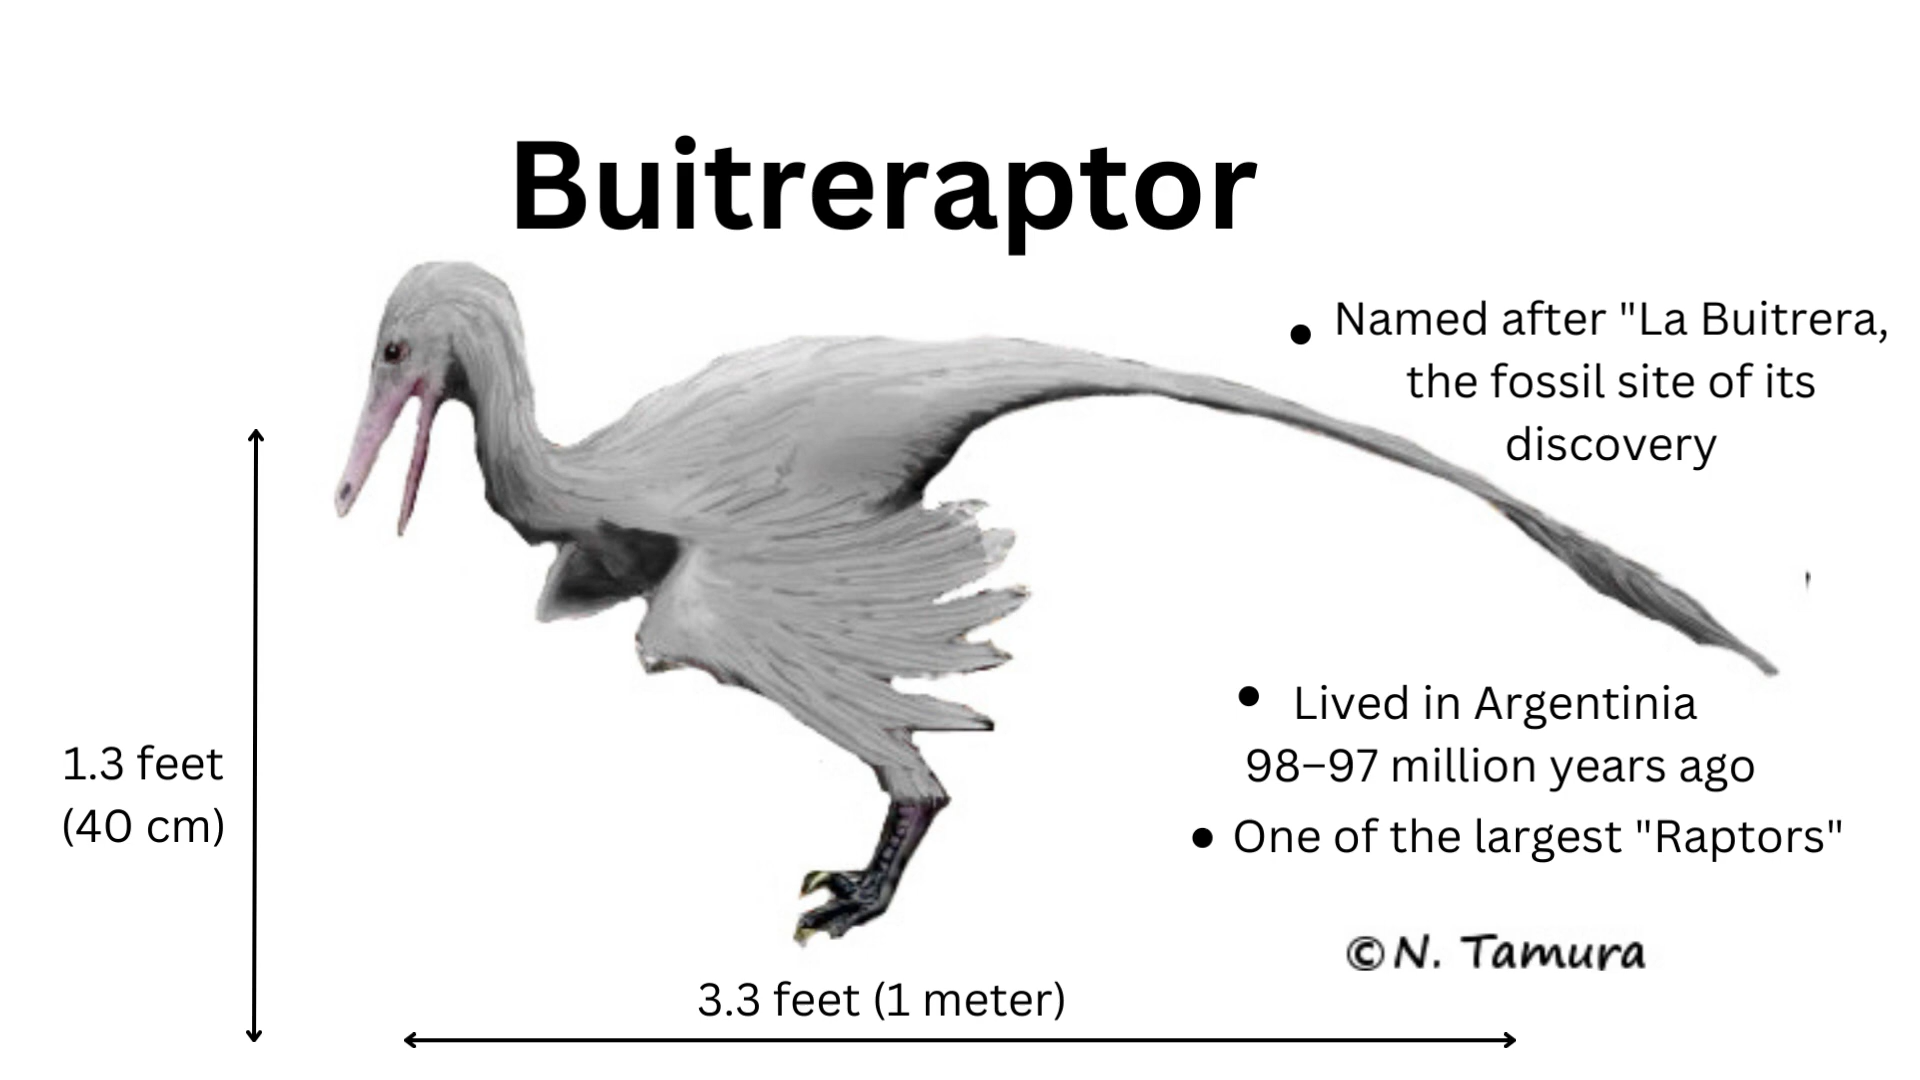 Buitreraptor
• Named after "La Buitrera,
the fossil site of its
discovery
1.3 feet
(40 cm)
• Lived in Argentinia
98–97 million years ago
• One of the largest "Raptors"
©N. Tamura
3.3 feet (1 meter)